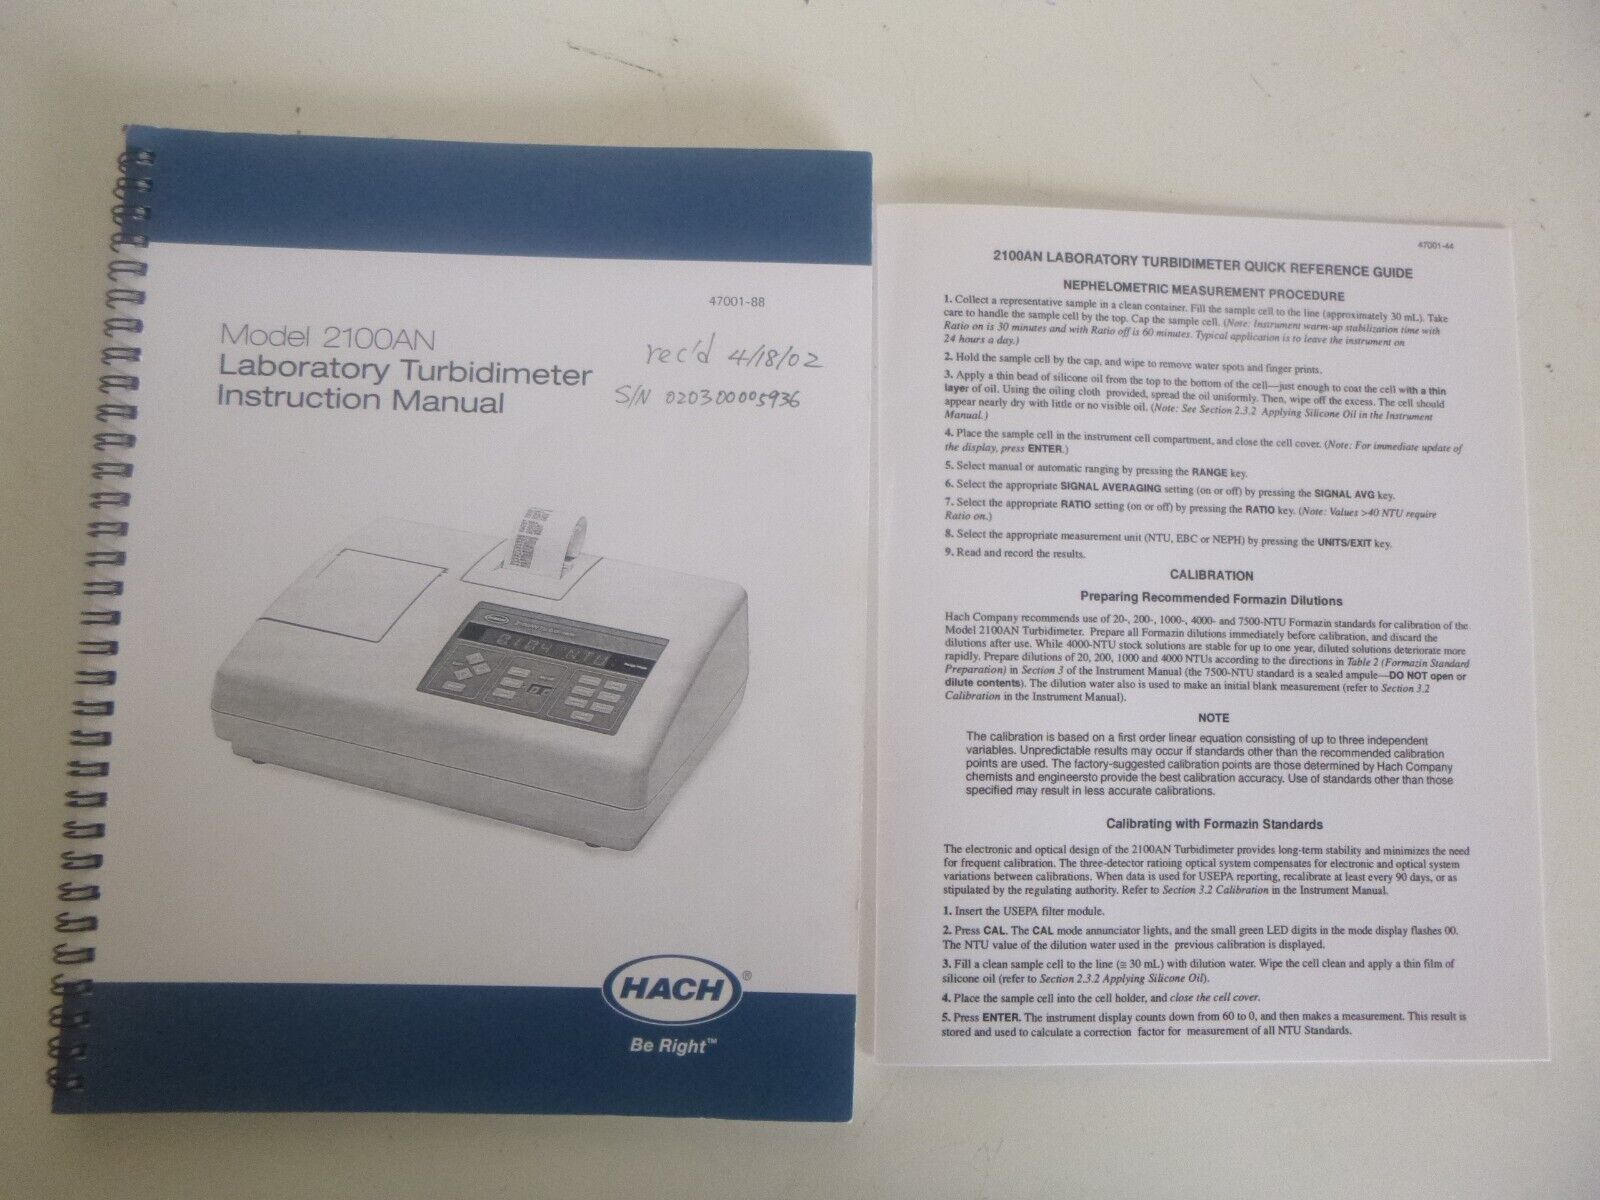 47001-88
Model 2100AN
Laboratory Turbidimeter
Instruction Manual
rec'd 4/18/02
S/N 020300005936
HACH
0.1104 NTU
HACH®
Be Right™
47001-44
2100AN LABORATORY TURBIDIMETER QUICK REFERENCE GUIDE
NEPHELOMETRIC MEASUREMENT PROCEDURE
1. Collect a representative sample in a clean container. Fill the sample cell to the line (approximately 30 mL). Take
care to handle the sample cell by the top. Cap the sample cell. (Note: Instrument warm-up stabilization time with
Ratio on is 30 minutes and with Ratio off is 60 minutes. Typical application is to leave the instrument on
24 hours a day.)
2. Hold the sample cell by the cap, and wipe to remove water spots and finger prints.
3. Apply a thin bead of silicone oil from the top to the bottom of the cell—just enough to coat the cell with a thin
layer of oil. Using the oiling cloth provided, spread the oil uniformly. Then, wipe off the excess. The cell should
appear nearly dry with little or no visible oil. (Note: See Section 2.3.2 Applying Silicone Oil in the Instrument
Manual.)
4. Place the sample cell in the instrument cell compartment, and close the cell cover. (Note: For immediate update of
the display, press ENTER.)
5. Select manual or automatic ranging by pressing the RANGE key.
6. Select the appropriate SIGNAL AVERAGING setting (on or off) by pressing the SIGNAL AVG key.
7. Select the appropriate RATIO setting (on or off) by pressing the RATIO key. (Note: Values >40 NTU require
Ratio on.)
8. Select the appropriate measurement unit (NTU, EBC or NEPH) by pressing the UNITS/EXIT key.
9. Read and record the results.
CALIBRATION
Preparing Recommended Formazin Dilutions
Hach Company recommends use of 20-, 200-, 1000-, 4000- and 7500-NTU Formazin standards for calibration of the
Model 2100AN Turbidimeter. Prepare all Formazin dilutions immediately before calibration, and discard the
dilutions after use. While 4000-NTU stock solutions are stable for up to one year, diluted solutions deteriorate more
rapidly. Prepare dilutions of 20, 200, 1000 and 4000 NTUs according to the directions in Table 2 (Formazin Standard
Preparation) in Section 3 of the Instrument Manual (the 7500-NTU standard is a sealed ampule—DO NOT open or
dilute contents). The dilution water also is used to make an initial blank measurement (refer to Section 3.2
Calibration in the Instrument Manual).
NOTE
The calibration is based on a first order linear equation consisting of up to three independent
variables. Unpredictable results may occur if standards other than the recommended calibration
points are used. The factory-suggested calibration points are those determined by Hach Company
chemists and engineersto provide the best calibration accuracy. Use of standards other than those
specified may result in less accurate calibrations.
Calibrating with Formazin Standards
The electronic and optical design of the 2100AN Turbidimeter provides long-term stability and minimizes the need
for frequent calibration. The three-detector ratioing optical system compensates for electronic and optical system
variations between calibrations. When data is used for USEPA reporting, recalibrate at least every 90 days, or as
stipulated by the regulating authority. Refer to Section 3.2 Calibration in the Instrument Manual.
1. Insert the USEPA filter module.
2. Press CAL. The CAL mode annunciator lights, and the small green LED digits in the mode display flashes 00.
The NTU value of the dilution water used in the previous calibration is displayed.
3. Fill a clean sample cell to the line (≅ 30 mL) with dilution water. Wipe the cell clean and apply a thin film of
silicone oil (refer to Section 2.3.2 Applying Silicone Oil).
4. Place the sample cell into the cell holder, and close the cell cover.
5. Press ENTER. The instrument display counts down from 60 to 0, and then makes a measurement. This result is
stored and used to calculate a correction factor for measurement of all NTU Standards.